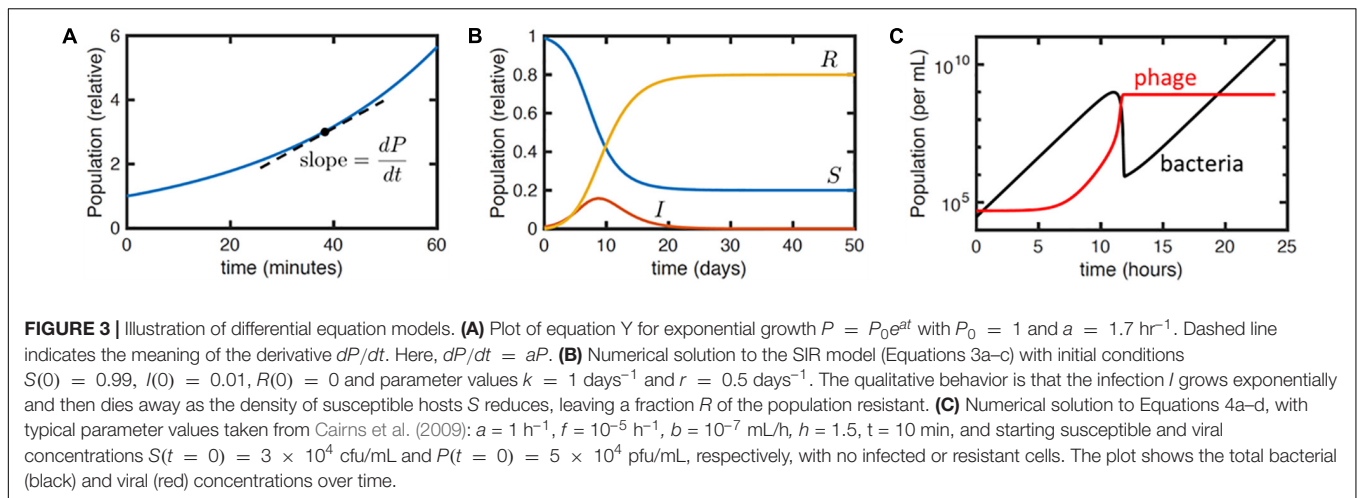 A
Population (relative)
6
4
2
0
0
20
40
60
time (minutes)
slope = dP/dt
B
Population (relative)
1
0.8
0.6
0.4
0.2
0
0
10
20
30
40
50
time (days)
R
S
I
C
Population (per mL)
10^10
10^5
0
5
10
15
20
25
time (hours)
phage
bacteria
FIGURE 3 | Illustration of differential equation models. (A) Plot of equation Y for exponential growth P = P₀eᵃᵗ with P₀ = 1 and a = 1.7 hr⁻¹. Dashed line
indicates the meaning of the derivative dP/dt. Here, dP/dt = aP. (B) Numerical solution to the SIR model (Equations 3a–c) with initial conditions
S(0) = 0.99, I(0) = 0.01, R(0) = 0 and parameter values k = 1 days⁻¹ and r = 0.5 days⁻¹. The qualitative behavior is that the infection I grows exponentially
and then dies away as the density of susceptible hosts S reduces, leaving a fraction R of the population resistant. (C) Numerical solution to Equations 4a–d, with
typical parameter values taken from Cairns et al. (2009): a = 1 h⁻¹, f = 10⁻⁵ h⁻¹, b = 10⁻⁷ mL/h, h = 1.5, t = 10 min, and starting susceptible and viral
concentrations S(t = 0) = 3 × 10⁴ cfu/mL and P(t = 0) = 5 × 10⁴ pfu/mL, respectively, with no infected or resistant cells. The plot shows the total bacterial
(black) and viral (red) concentrations over time.